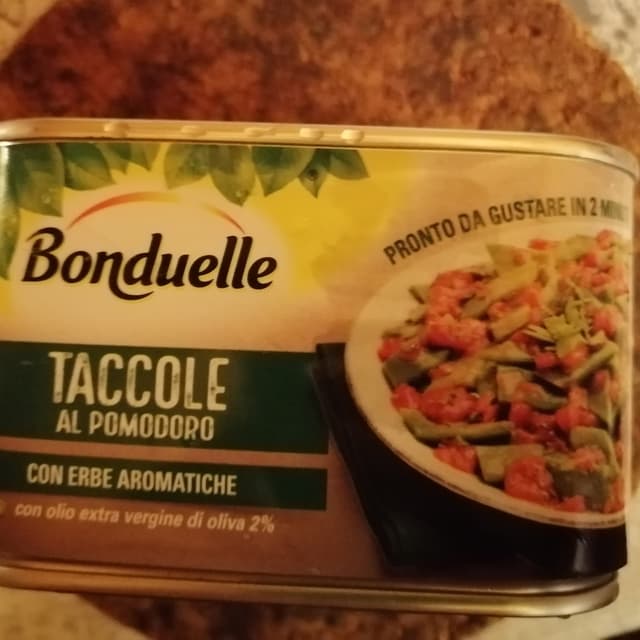 Bonduelle
PRONTO DA GUSTARE IN 2
TACCOLE
AL POMODORO
CON ERBE AROMATICHE
con olio extra vergine di oliva 2%